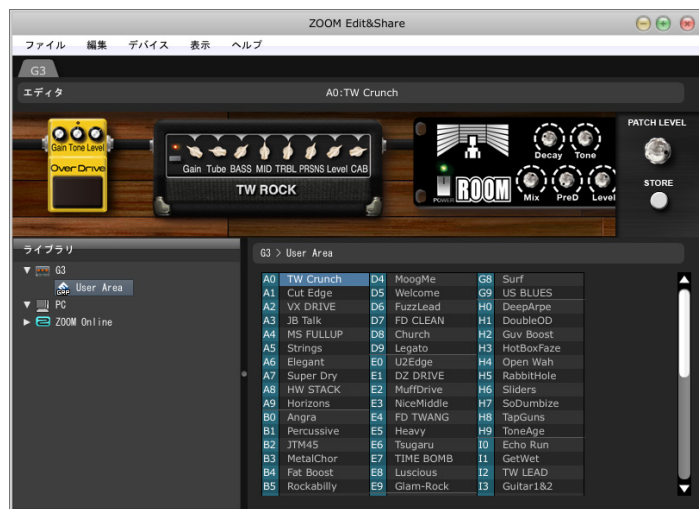 ZOOM Edit&Share
ファイル 編集 デバイス 表示 ヘルプ
G3
エディタ A0:TW Crunch
Gain Tone Level
Over Drive
Gain Tube BASS MID TRBL PRSNS Level CAB
TW ROCK
Decay Tone
POWER ROOM
Mix PreD Level
PATCH LEVEL
STORE
ライブラリ
G3
GRP User Area
PC
ZOOM Online
G3 > User Area
A0 TW Crunch D4 MoogMe G8 Surf
A1 Cut Edge D5 Welcome G9 US BLUES
A2 VX DRIVE D6 FuzzLead H0 DeepArpe
A3 JB Talk D7 FD CLEAN H1 DoubleOD
A4 MS FULLUP D8 Church H2 Guv Boost
A5 Strings D9 Legato H3 HotBoxFaze
A6 Elegant E0 U2Edge H4 Open Wah
A7 Super Dry E1 DZ DRIVE H5 RabbitHole
A8 HW STACK E2 MuffDrive H6 Sliders
A9 Horizons E3 NiceMiddle H7 SoDumbize
B0 Angra E4 FD TWANG H8 TapGuns
B1 Percussive E5 Heavy H9 ToneAge
B2 JTM45 E6 Tsugaru I0 Echo Run
B3 MetalChor E7 TIME BOMB I1 GetWet
B4 Fat Boost E8 Luscious I2 TW LEAD
B5 Rockabilly E9 Glam-Rock I3 Guitar1&2